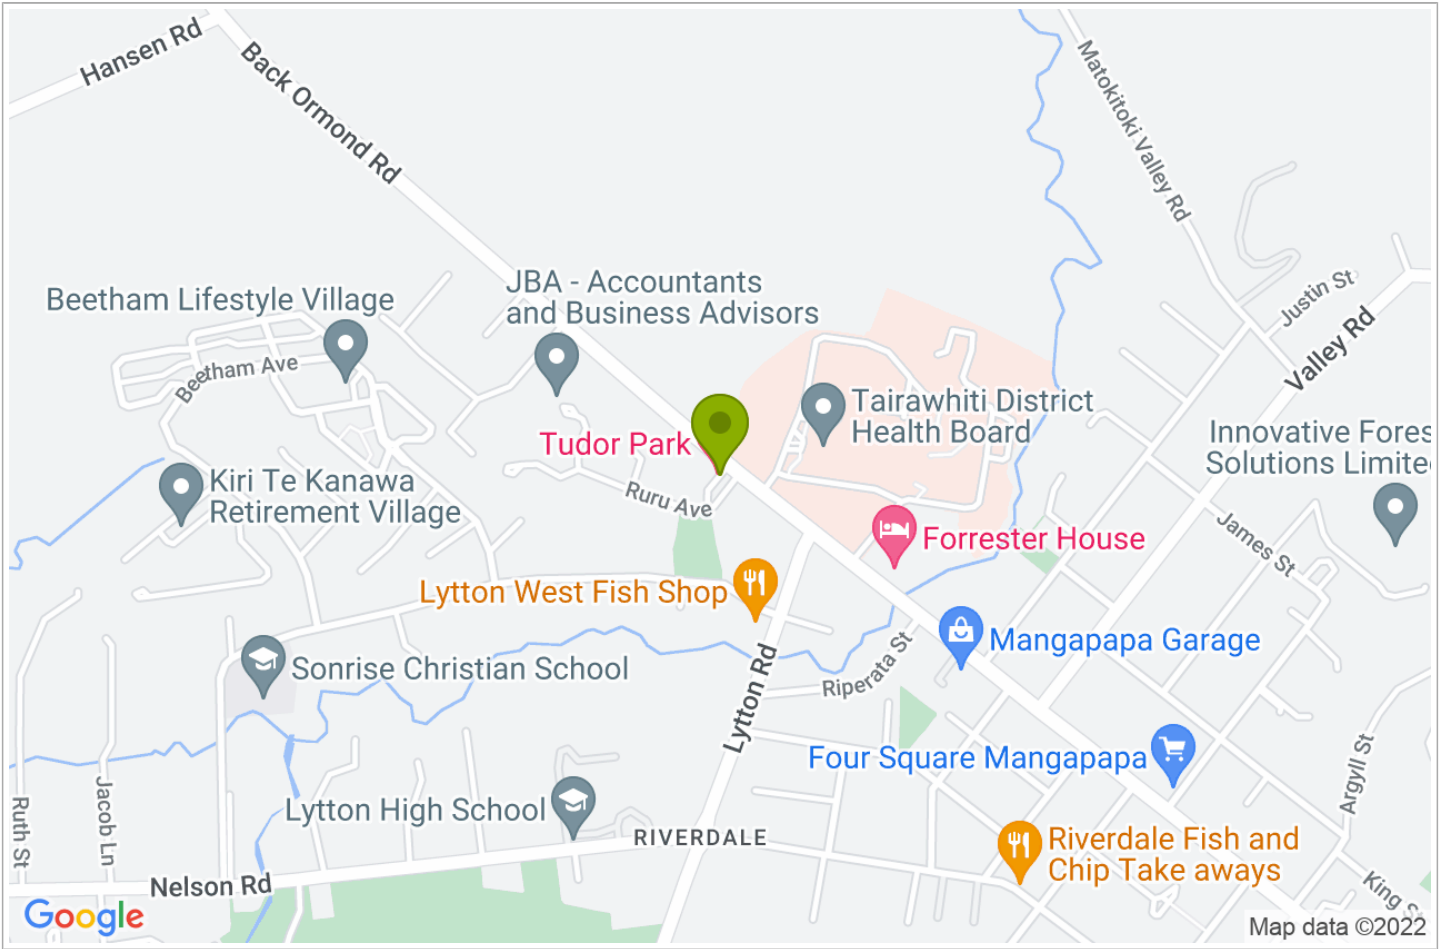 Hansen Rd
Back Ormond Rd
Matokitoki Valley Rd
JBA - Accountants
and Business Advisors
Beetham Lifestyle Village
Justin St
Valley Rd
Beetham Ave
Tairawhiti District
Health Board
Tudor Park
Innovative Fores
Solutions Limite
Kiri Te Kanawa
Retirement Village
Ruru Ave
James St
Forrester House
Lytton West Fish Shop
Mangapapa Garage
Sonrise Christian School
Riperata St
Lytton Rd
Four Square Mangapapa
Argyll St
Lytton High School
Jacob Ln
Ruth St
RIVERDALE
Riverdale Fish and
Chip Take aways
Nelson Rd
King St
Google
Map data ©2022